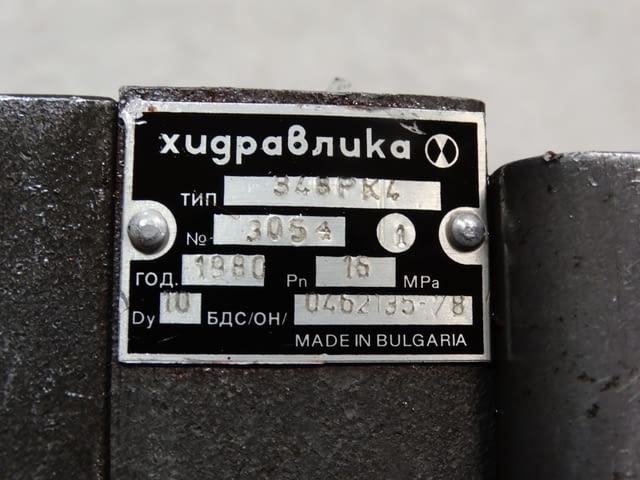 хидравлика
ТИП 34БРК4
№ 3054 1
ГОД. 1980 Pn 16 MPa
Dy 10 БДС/ОН/ 0462135-78
MADE IN BULGARIA